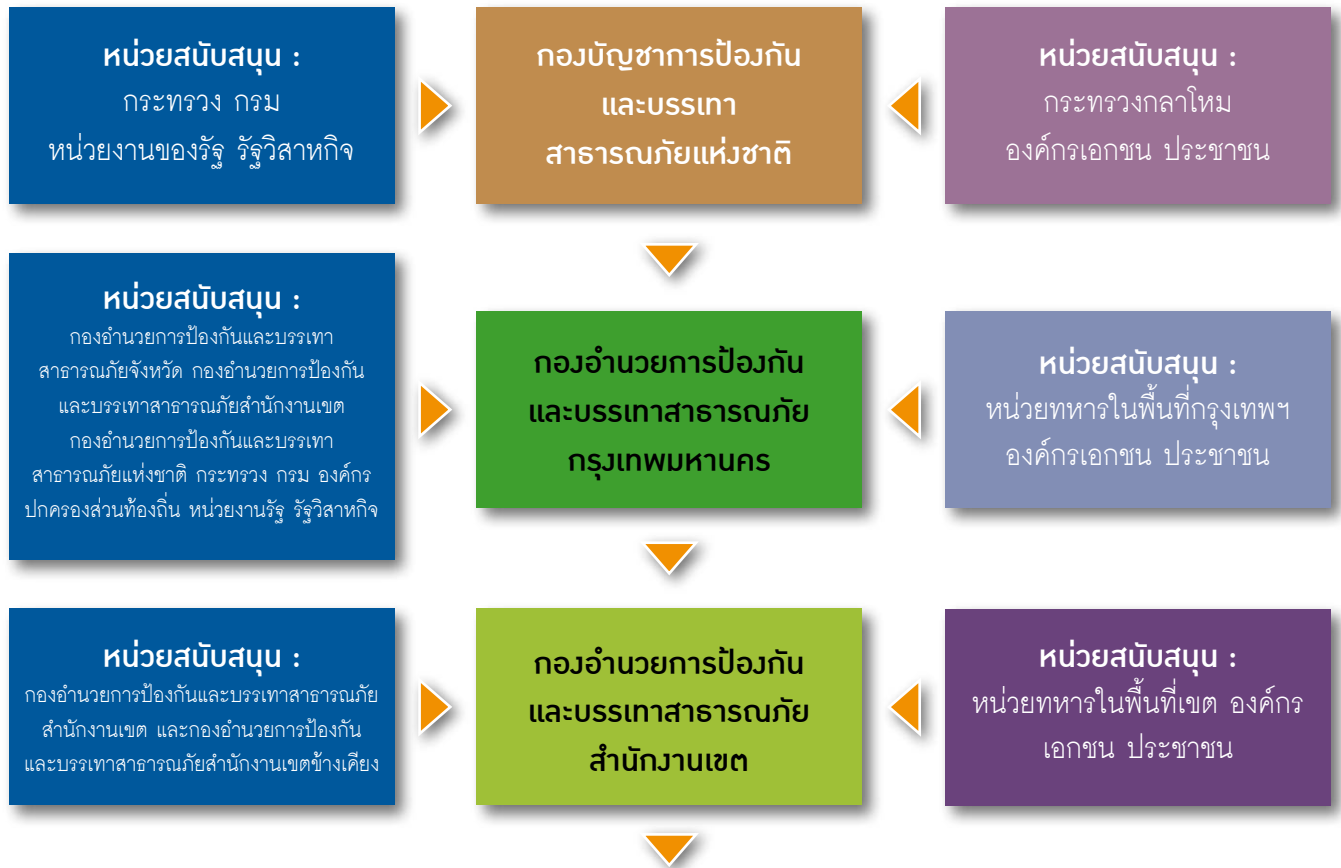 หน่วยสนับสนุน :
กระทรวง กรม
หน่วยงานของรัฐ รัฐวิสาหกิจ
กองบัญชาการป้องกัน
และบรรเทา
สาธารณภัยแห่งชาติ
หน่วยสนับสนุน :
กระทรวงกลาโหม
องค์กรเอกชน ประชาชน
หน่วยสนับสนุน :
กองอำนวยการป้องกันและบรรเทา
สาธารณภัยจังหวัด กองอำนวยการป้องกัน
และบรรเทาสาธารณภัยสำนักงานเขต
กองอำนวยการป้องกันและบรรเทา
สาธารณภัยแห่งชาติ กระทรวง กรม องค์กร
ปกครองส่วนท้องถิ่น หน่วยงานรัฐ รัฐวิสาหกิจ
กองอำนวยการป้องกัน
และบรรเทาสาธารณภัย
กรุงเทพมหานคร
หน่วยสนับสนุน :
หน่วยทหารในพื้นที่กรุงเทพฯ
องค์กรเอกชน ประชาชน
หน่วยสนับสนุน :
กองอำนวยการป้องกันและบรรเทาสาธารณภัย
สำนักงานเขต และกองอำนวยการป้องกัน
และบรรเทาสาธารณภัยสำนักงานเขตข้างเคียง
กองอำนวยการป้องกัน
และบรรเทาสาธารณภัย
สำนักงานเขต
หน่วยสนับสนุน :
หน่วยทหารในพื้นที่เขต องค์กร
เอกชน ประชาชน